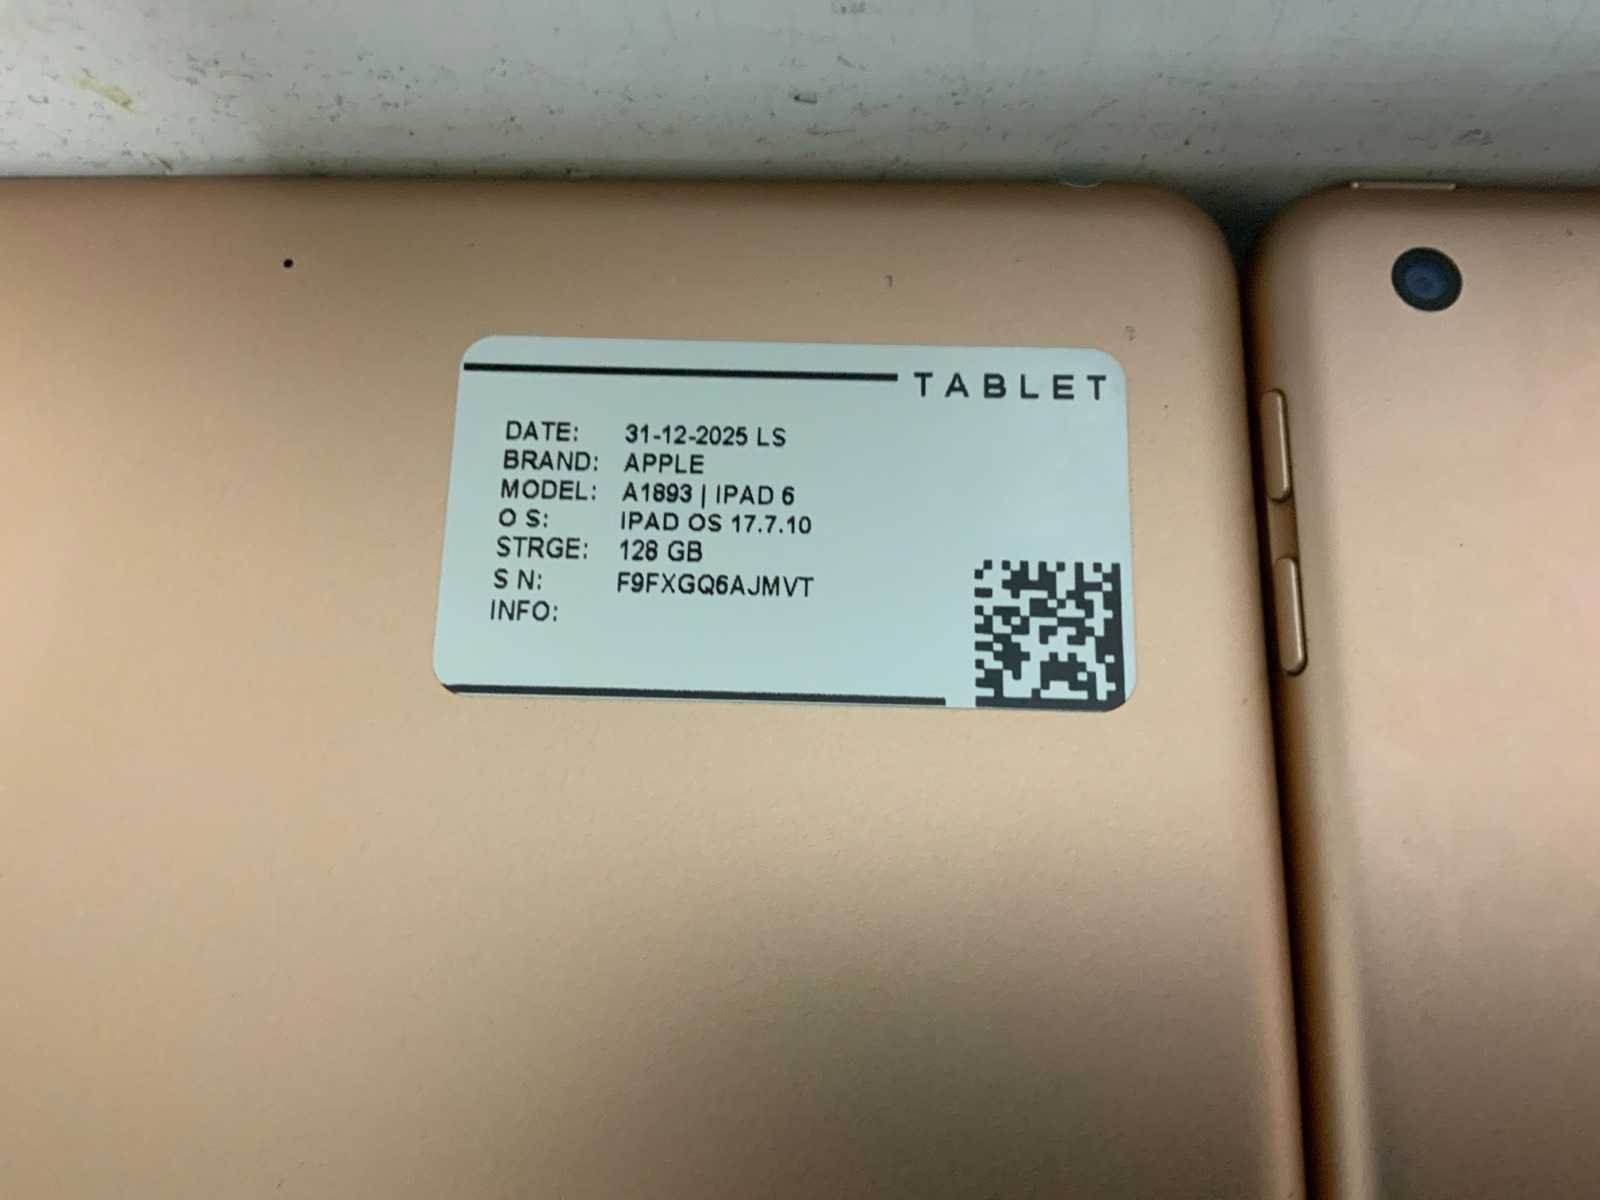 TABLET
DATE: 31-12-2025 LS
BRAND: APPLE
MODEL: A1893 | IPAD 6
O S: IPAD OS 17.7.10
STRGE: 128 GB
S N: F9FXGQ6AJMVT
INFO: